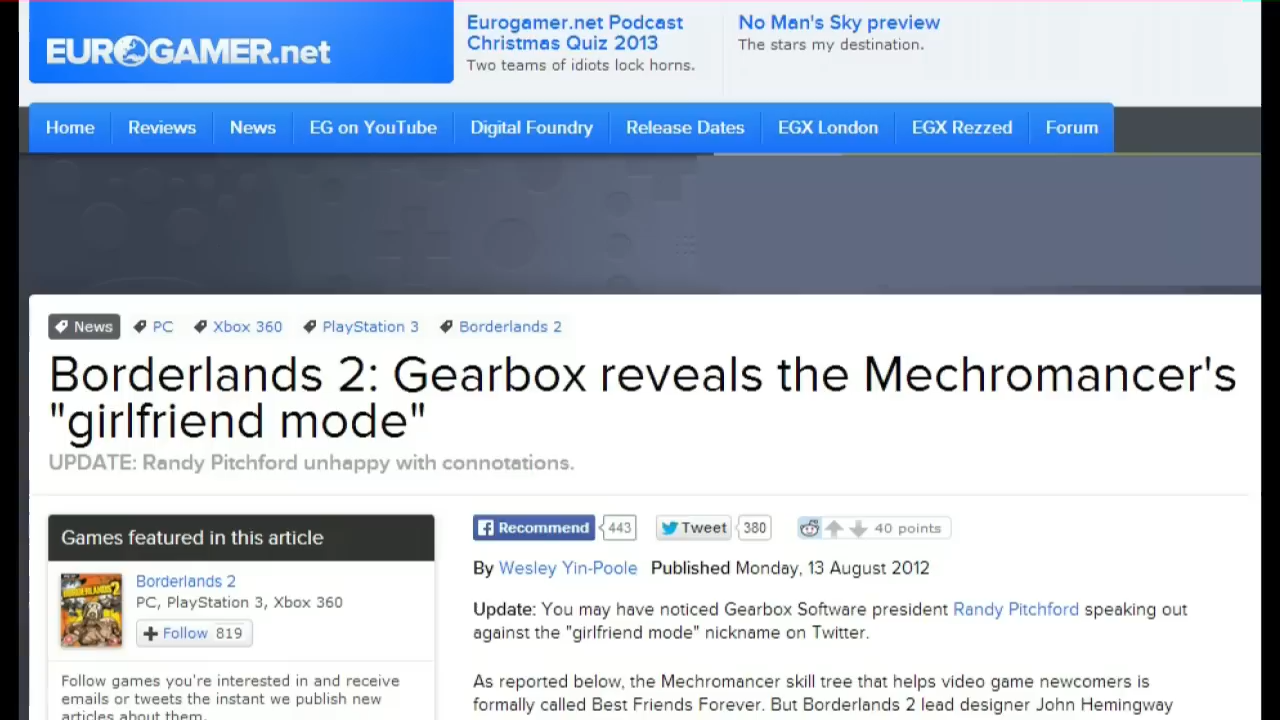 EUROGAMER.net
Eurogamer.net Podcast
Christmas Quiz 2013
Two teams of idiots lock horns.
No Man's Sky preview
The stars my destination.
Home Reviews News EG on YouTube Digital Foundry Release Dates EGX London EGX Rezzed Forum
News PC Xbox 360 PlayStation 3 Borderlands 2
Borderlands 2: Gearbox reveals the Mechromancer's
"girlfriend mode"
UPDATE: Randy Pitchford unhappy with connotations.
Games featured in this article
BORDERLANDS 2
Borderlands 2
PC, PlayStation 3, Xbox 360
Follow 819
Follow games you're interested in and receive
emails or tweets the instant we publish new
articles about them.
Recommend 443 Tweet 380 40 points
By Wesley Yin-Poole Published Monday, 13 August 2012
Update: You may have noticed Gearbox Software president Randy Pitchford speaking out
against the "girlfriend mode" nickname on Twitter.
As reported below, the Mechromancer skill tree that helps video game newcomers is
formally called Best Friends Forever. But Borderlands 2 lead designer John Hemingway